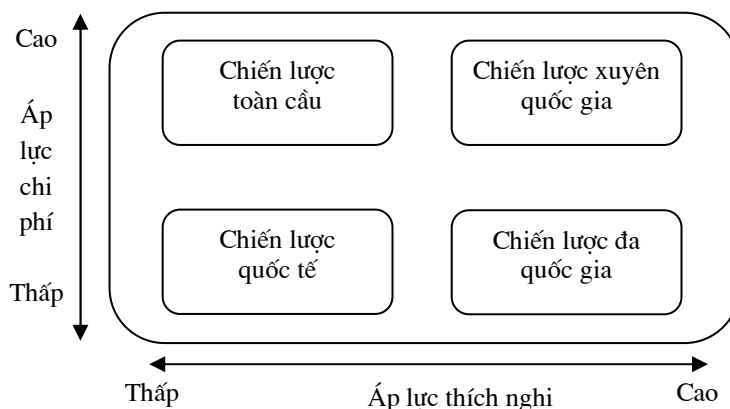 Cao
Chiến lược
toàn cầu
Chiến lược xuyên
quốc gia
Áp
lực
chi
phí
Chiến lược
quốc tế
Chiến lược đa
quốc gia
Thấp
Thấp
Áp lực thích nghi
Cao